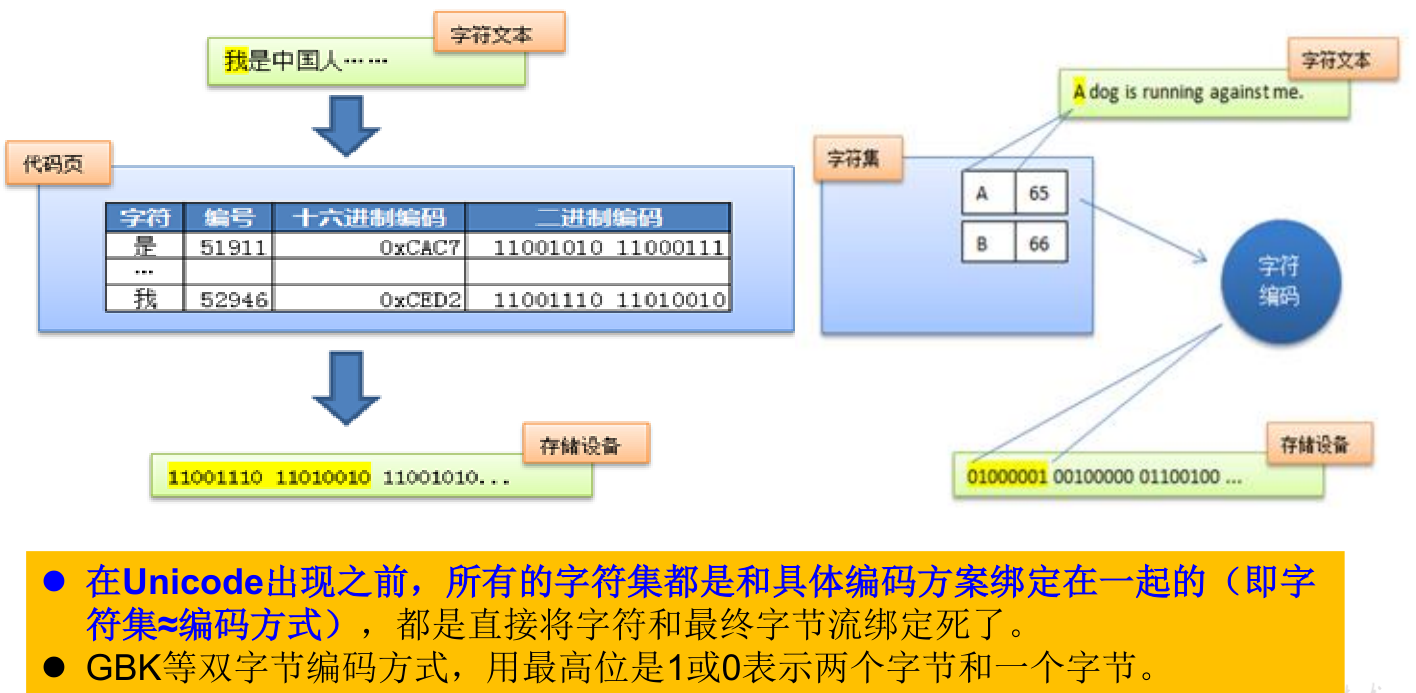 字符文本
我是中国人……
代码页
字符 编号 十六进制编码 二进制编码
是 51911 0xCAC7 11001010 11000111
…
我 52946 0xCED2 11001110 11010010
存储设备
11001110 11010010 11001010...
字符文本
A dog is running against me.
字符集
A 65
B 66
字符
编码
存储设备
01000001 00100000 01100100 ...
● 在Unicode出现之前，所有的字符集都是和具体编码方案绑定在一起的（即字
符集≈编码方式），都是直接将字符和最终字节流绑定死了。
● GBK等双字节编码方式，用最高位是1或0表示两个字节和一个字节。